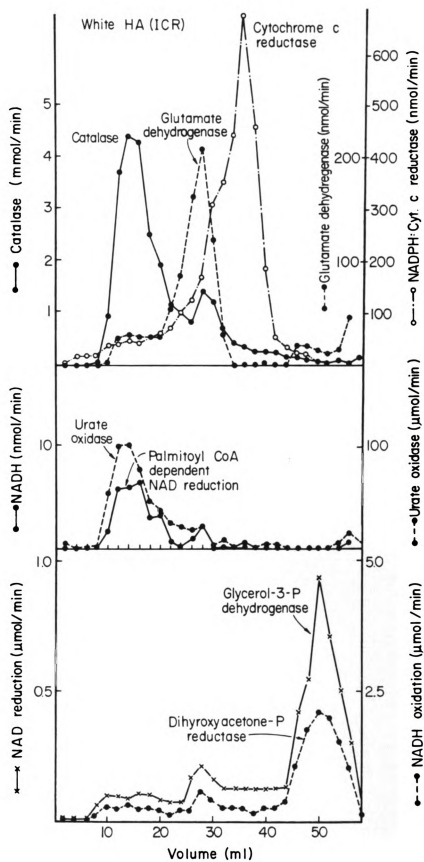 White HA (ICR)
Cytochrome c
reductase
Glutamate
dehydrogenase
Catalase
Catalase (mmol/min)
5
4
3
2
1
Glutamate dehydregenase (nmol/min)
200
100
NADPH:Cyt. c reductase (nmol/min)
600
500
400
300
200
100
Urate
oxidase
Palmitoyl CoA
dependent
NAD reduction
NADH (nmol/min)
10
Urate oxidase (μmol/min)
100
Glycerol-3-P
dehydrogenase
Dihyroxyacetone-P
reductase
NAD reduction (μmol/min)
1.0
0.5
NADH oxidation (μmol/min)
5.0
2.5
10 20 30 40 50
Volume (ml)